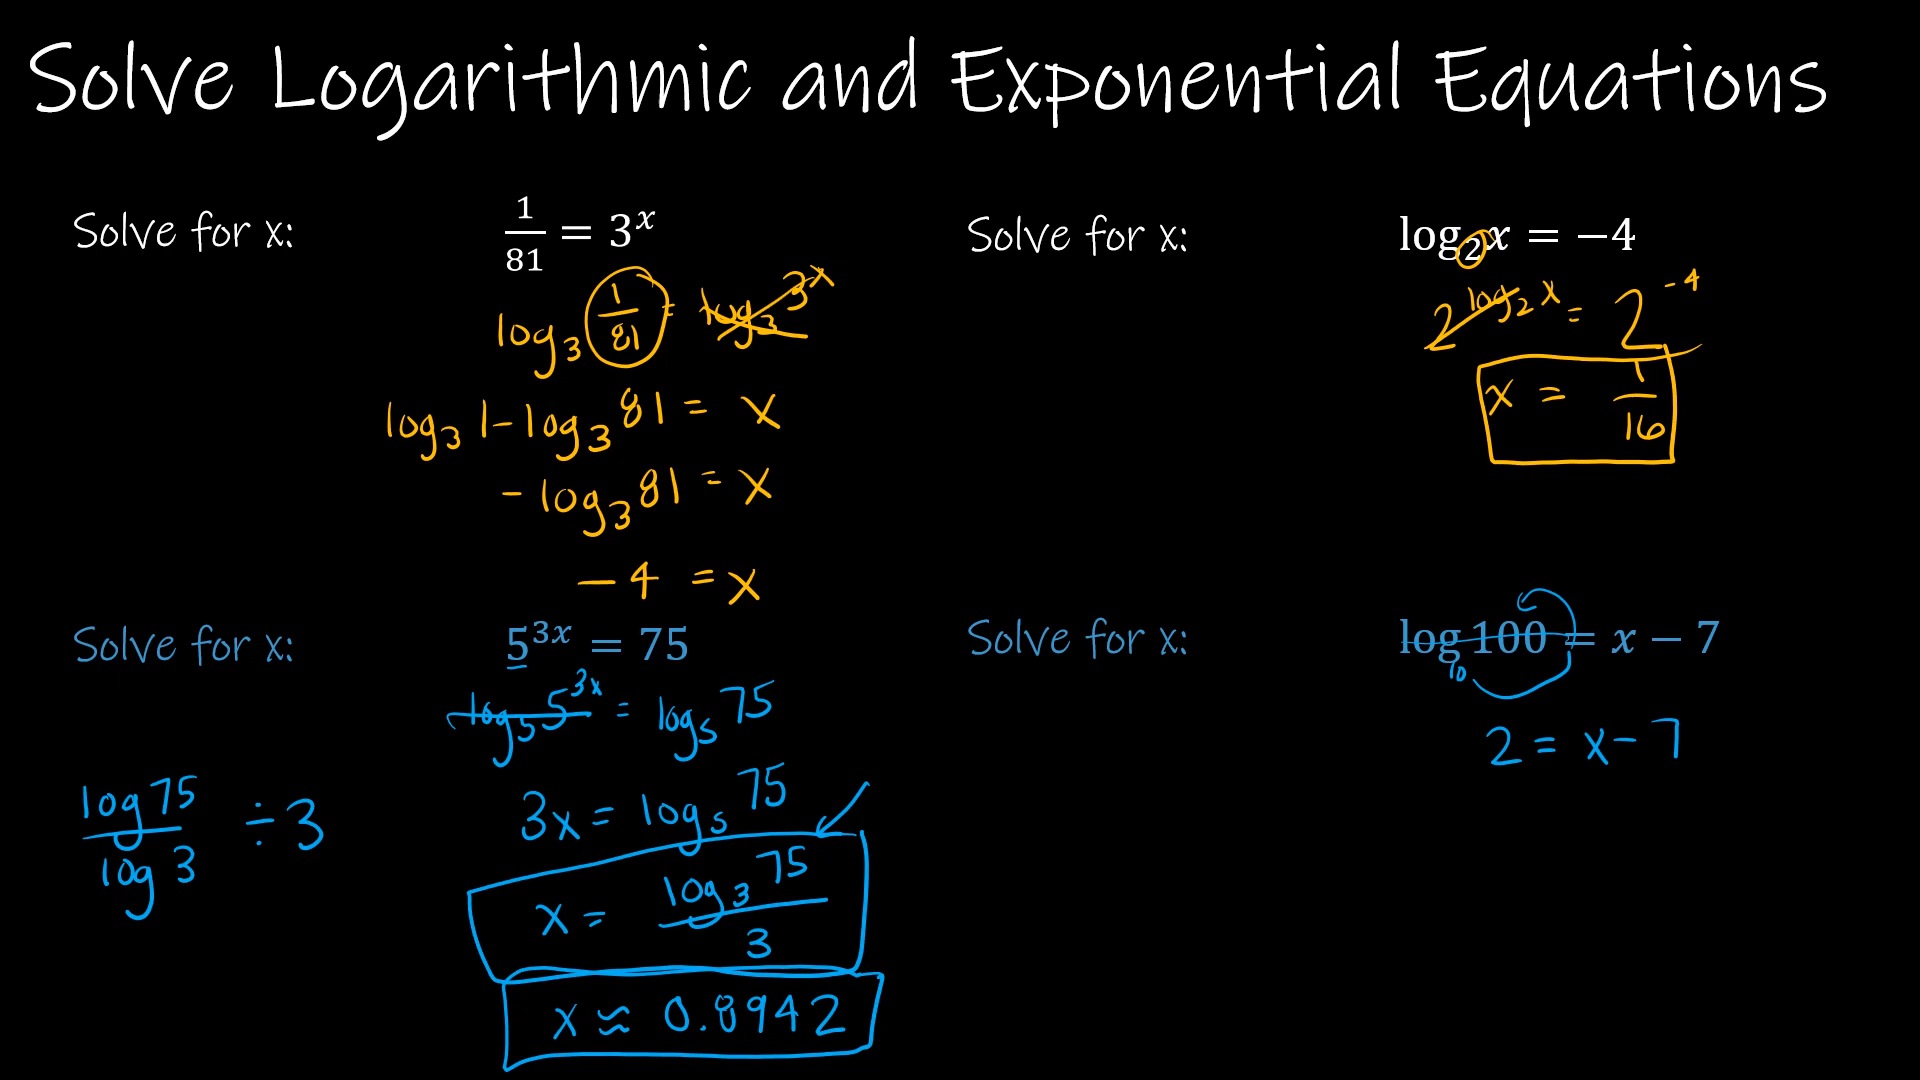 Solve Logarithmic and Exponential Equations
Solve for x: 1/81 = 3^x
log₃ 1/81 = log₃ 3^x
log₃ 1 - log₃ 81 = x
- log₃ 81 = x
-4 = x
Solve for x: log₂ x = −4
2^(log₂ x) = 2^-4
x = 1/16
Solve for x: 5^3x = 75
log₅ 5^3x = log₅ 75
3x = log₅ 75
x = log₃ 75 / 3
x ≈ 0.8942
log 75 / log 3 ÷ 3
Solve for x: log 100 = x − 7
10
2 = x - 7